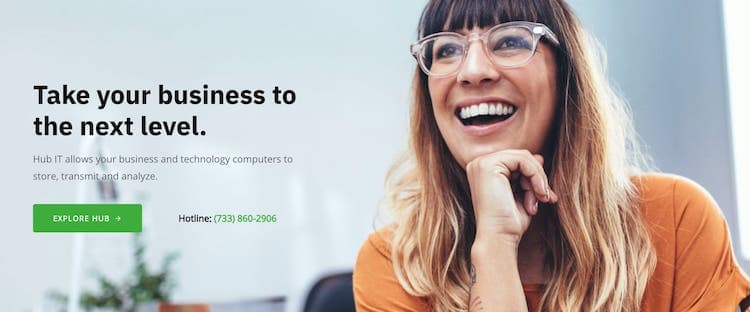 Take your business to
the next level.
Hub IT allows your business and technology computers to
store, transmit and analyze.
EXPLORE HUB →
Hotline: (733) 860-2906